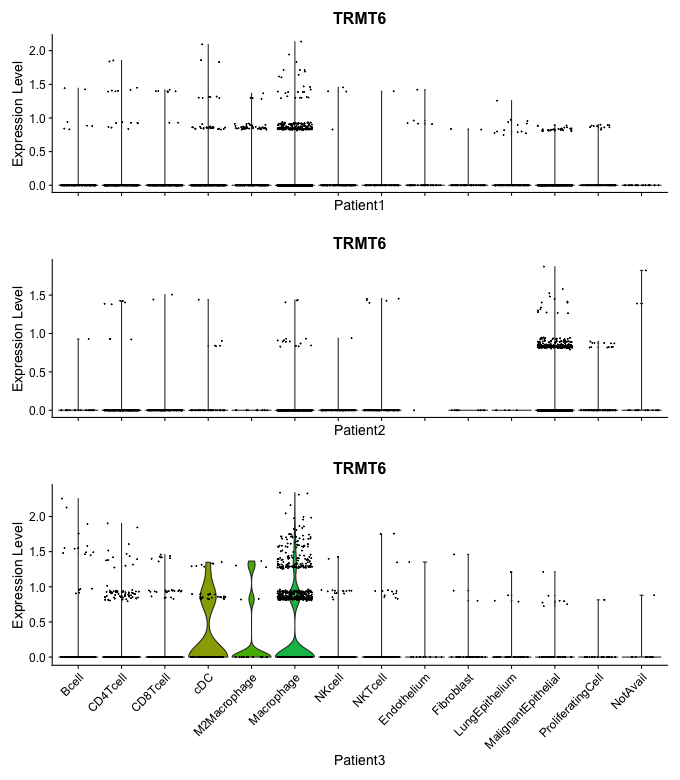 TRMT6
Expression Level
2.0
1.5
1.0
0.5
0.0
Patient1
TRMT6
Expression Level
1.5
1.0
0.5
0.0
Patient2
TRMT6
Expression Level
2.0
1.5
1.0
0.5
0.0
Bcell
CD4Tcell
CD8Tcell
cDC
M2Macrophage
Macrophage
NKcell
NKTcell
Endothelium
Fibroblast
LungEpithelium
MalignantEpithelial
ProliferatingCell
NotAvail
Patient3